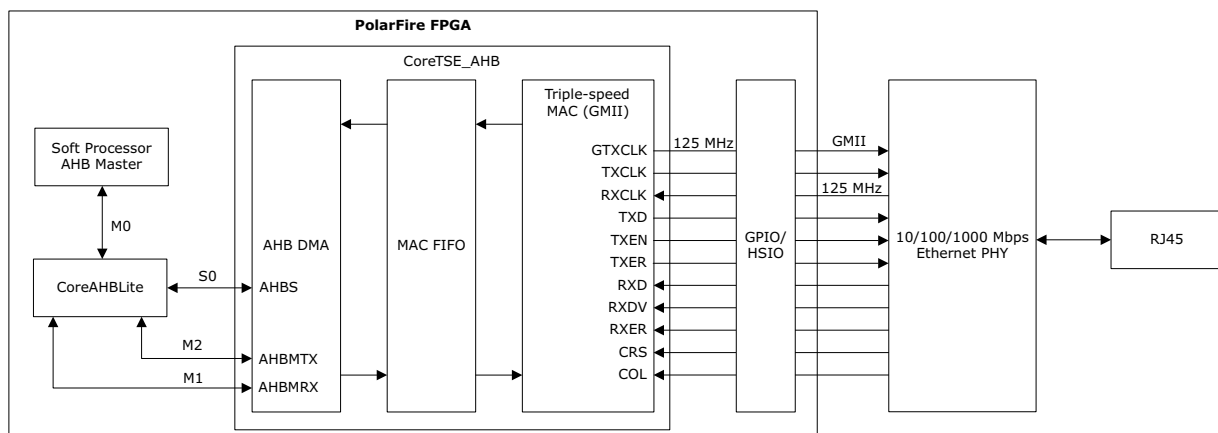 PolarFire FPGA
CoreTSE_AHB
Soft Processor
AHB Master
M0
CoreAHBLite
S0
M2
M1
AHB DMA
AHBS
AHBMTX
AHBMRX
MAC FIFO
Triple-speed
MAC (GMII)
GTXCLK
TXCLK
RXCLK
TXD
TXEN
TXER
RXD
RXDV
RXER
CRS
COL
125 MHz
GPIO/
HSIO
GMII
125 MHz
10/100/1000 Mbps
Ethernet PHY
RJ45